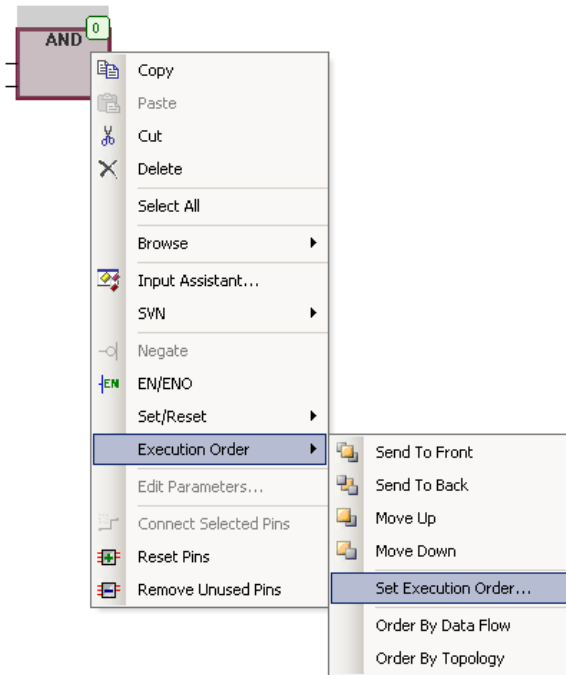 0
AND
Copy
Paste
Cut
Delete
Select All
Browse
Input Assistant...
SVN
Negate
EN EN/ENO
Set/Reset
Execution Order
Edit Parameters...
Connect Selected Pins
Reset Pins
Remove Unused Pins
Send To Front
Send To Back
Move Up
Move Down
Set Execution Order...
Order By Data Flow
Order By Topology